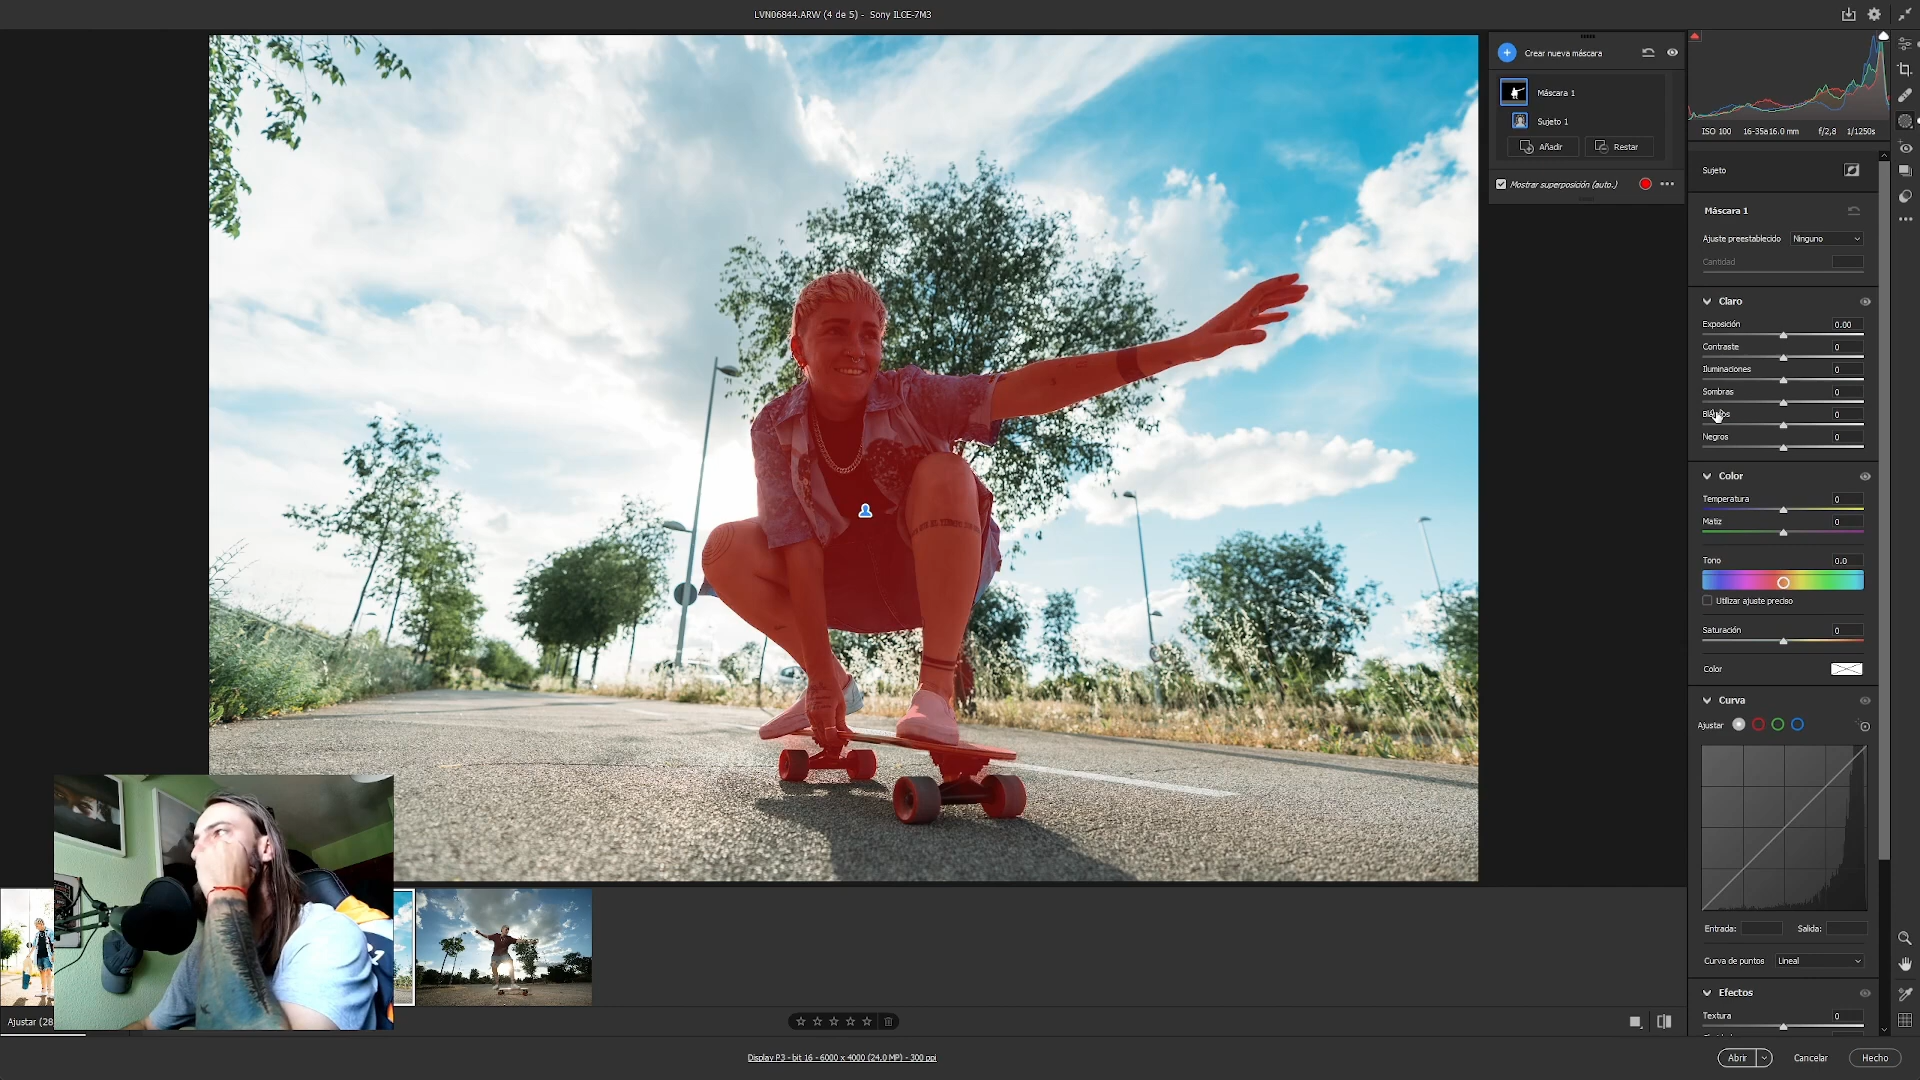 LVN06844.ARW (4 de 5) - Sony ILCE-7M3
Crear nueva máscara
Máscara 1
Sujeto 1
Añadir
Restar
Mostrar superposición (auto.)
ISO 100 16-35a16.0 mm f/2,8 1/1250s
Sujeto
Máscara 1
Ajuste preestablecido Ninguno
Cantidad
Claro
Exposición 0.00
Contraste 0
Iluminaciones 0
Sombras 0
Blancos 0
Negros 0
Color
Temperatura 0
Matiz 0
Tono 0.0
Utilizar ajuste preciso
Saturación 0
Color
Curva
Ajustar
Entrada: Salida:
Curva de puntos Lineal
Efectos
Textura 0
Ajustar (28
Display P3 - bit 16 - 6000 x 4000 (24.0 MP) - 300 ppi
Abrir
Cancelar
Hecho